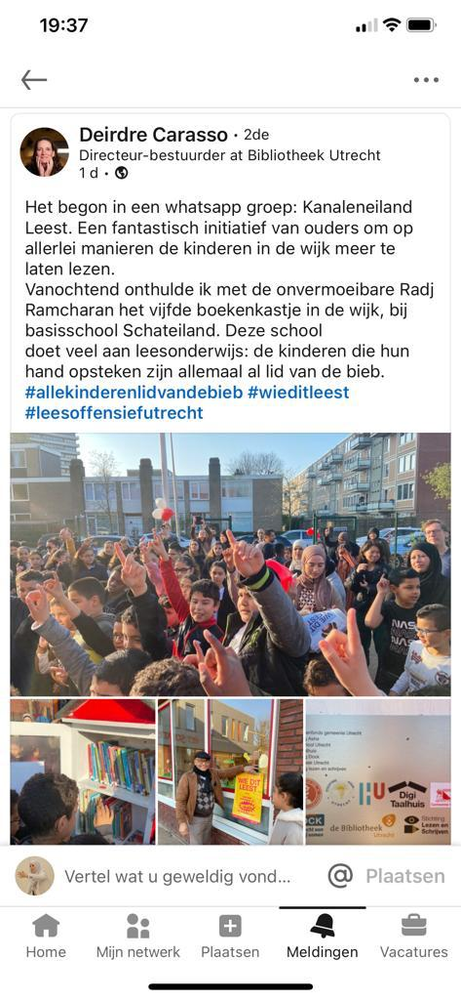 19:37
Deirdre Carasso · 2de
Directeur-bestuurder at Bibliotheek Utrecht
1 d ·
Het begon in een whatsapp groep: Kanaleneiland
Leest. Een fantastisch initiatief van ouders om op
allerlei manieren de kinderen in de wijk meer te
laten lezen.
Vanochtend onthulde ik met de onvermoeibare Radj
Ramcharan het vijfde boekenkastje in de wijk, bij
basisschool Schateiland. Deze school
doet veel aan leesonderwijs: de kinderen die hun
hand opsteken zijn allemaal al lid van de bieb.
#allekinderenlidvandebieb #wieditleest
#leesoffensiefutrecht
NAS
WIE DIT
LEEST
Utrecht
lezen en schrijven
Digi
Taalhuis
de Bibliotheek
Utrecht
Stichting
Lezen en
Schrijven
Vertel wat u geweldig vond...
@ Plaatsen
Home
Mijn netwerk
Plaatsen
Meldingen
Vacatures